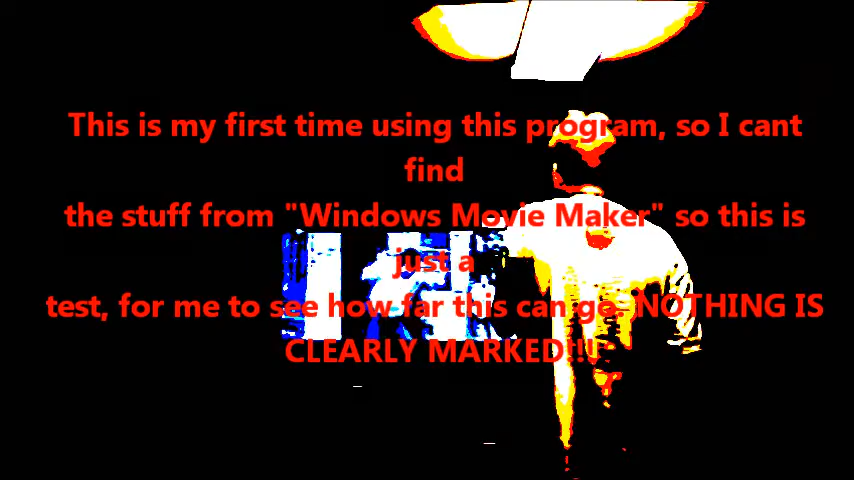 This is my first time using this program, so I cant
find
the stuff from "Windows Movie Maker" so this is
just a
test, for me to see how far this can go. NOTHING IS
CLEARLY MARKED!!!